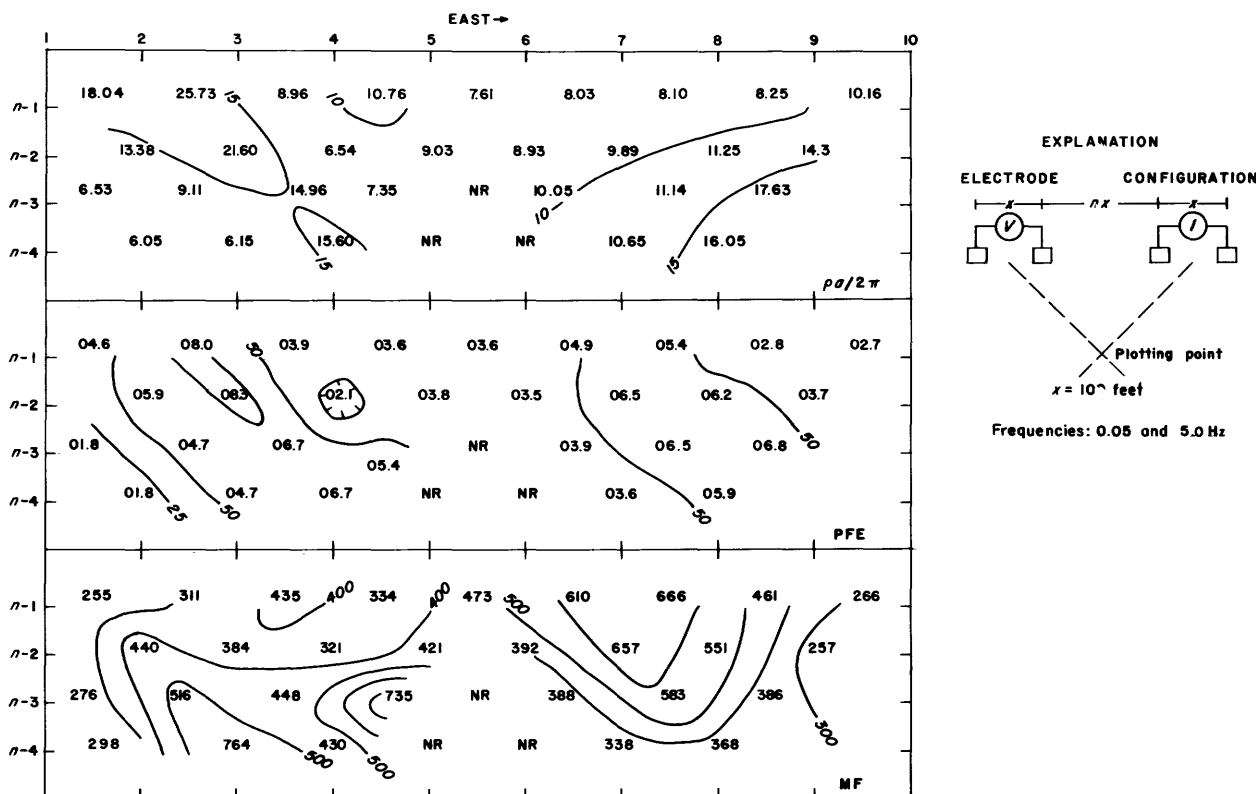 EAST →
1 2 3 4 5 6 7 8 9 10
n-1 18.04 25.73 15 8.96 10 10.76 7.61 8.03 8.10 8.25 10.16
n-2 13.38 21.60 6.54 9.03 8.93 9.89 11.25 14.3
6.53 9.11 14.96 7.35 NR 10.05 11.14 17.63
n-3 10
n-4 6.05 6.15 15.60 NR NR 10.65 16.05
15 15
ρa/2π
n-1 04.6 08.0 50 03.9 03.6 03.6 04.9 05.4 02.8 02.7
n-2 05.9 083 -02.1 03.8 03.5 06.5 06.2 03.7
01.8 04.7 06.7 NR 03.9 06.5 06.8 50
n-3 05.4
n-4 01.8 04.7 06.7 NR NR 03.6 05.9
25 50 50
PFE
n-1 255 311 435 400 334 400 473 500 610 666 461 266
n-2 440 384 321 421 392 657 551 257
n-3 276 516 448 735 NR 388 583 386
300
n-4 298 764 500 430 NR NR 338 368
500
MF
EXPLANATION
ELECTRODE CONFIGURATION
x nx x
V I
Plotting point
feet
Frequencies: 0.05 and 5.0 Hz